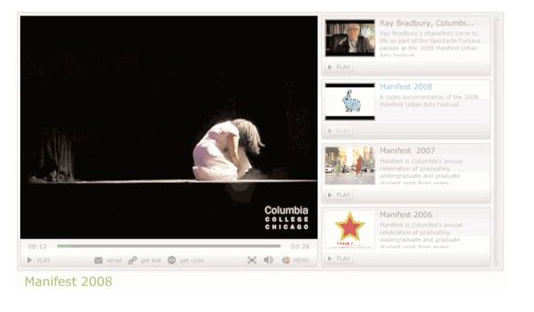 Columbia
COLLEGE
CHICAGO
00:12
02:28
PLAY
email
get link
get copy
MENU
Manifest 2008
Ray Bradbury, Columbi...
Ray Bradbury's characters come to
life as part of the Spectacle Fortuna
parade at the 2008 Manifest Urban
Arts Festival.
PLAY
Manifest 2008
A video documentation of the 2008
Manifest Urban Arts Festival.
PLAY
Manifest 2007
Manifest is Columbia's annual
celebration of graduating
undergraduate and graduate
student work from every
PLAY
Manifest 2006
Manifest is Columbia's annual
celebration of graduating
undergraduate and graduate
student work from every
PLAY